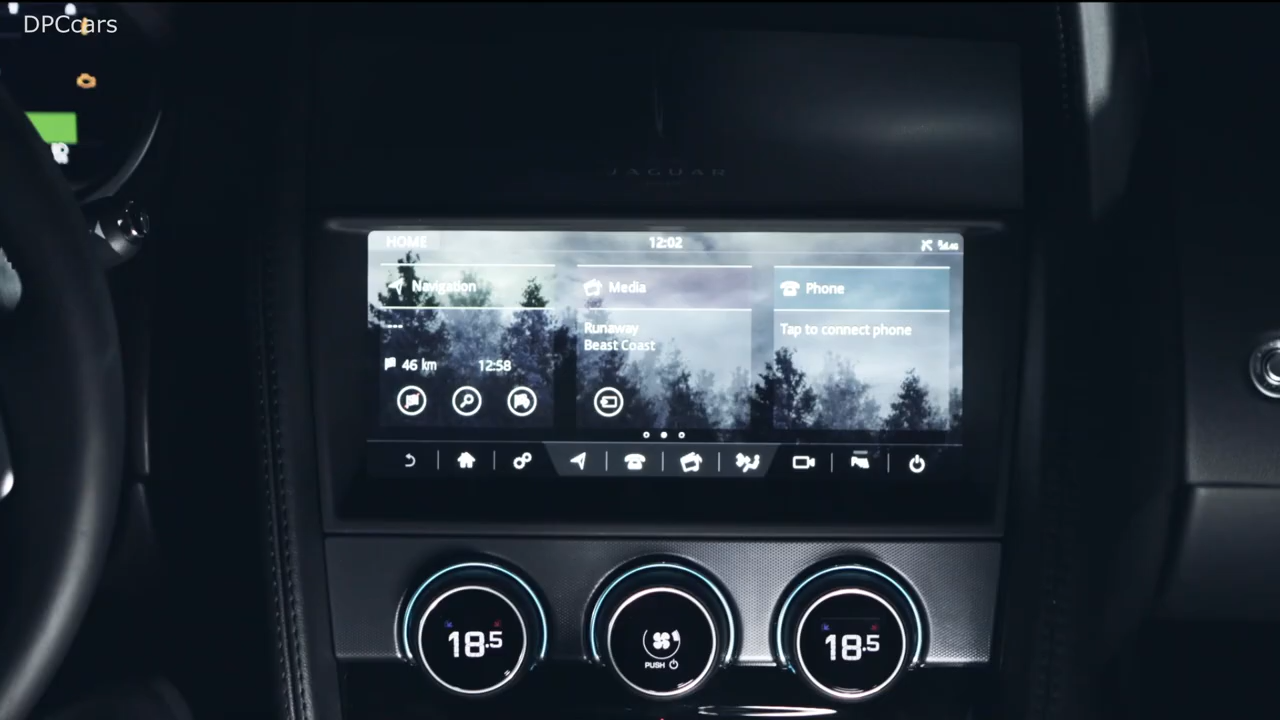 DPCcars
JAGUAR
HOME
12:02
Navigation
Media
Phone
Runaway
Beast Coast
Tap to connect phone
46 km
12:58
18.5
PUSH
18.5